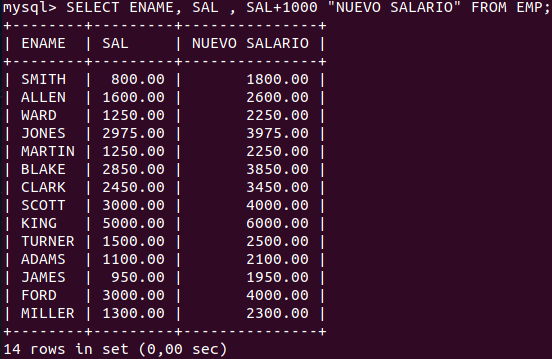 mysql> SELECT ENAME, SAL , SAL+1000 "NUEVO SALARIO" FROM EMP;
+--------+---------+---------------+
| ENAME  | SAL     | NUEVO SALARIO |
+--------+---------+---------------+
| SMITH  |  800.00 |       1800.00 |
| ALLEN  | 1600.00 |       2600.00 |
| WARD   | 1250.00 |       2250.00 |
| JONES  | 2975.00 |       3975.00 |
| MARTIN | 1250.00 |       2250.00 |
| BLAKE  | 2850.00 |       3850.00 |
| CLARK  | 2450.00 |       3450.00 |
| SCOTT  | 3000.00 |       4000.00 |
| KING   | 5000.00 |       6000.00 |
| TURNER | 1500.00 |       2500.00 |
| ADAMS  | 1100.00 |       2100.00 |
| JAMES  |  950.00 |       1950.00 |
| FORD   | 3000.00 |       4000.00 |
| MILLER | 1300.00 |       2300.00 |
+--------+---------+---------------+
14 rows in set (0,00 sec)